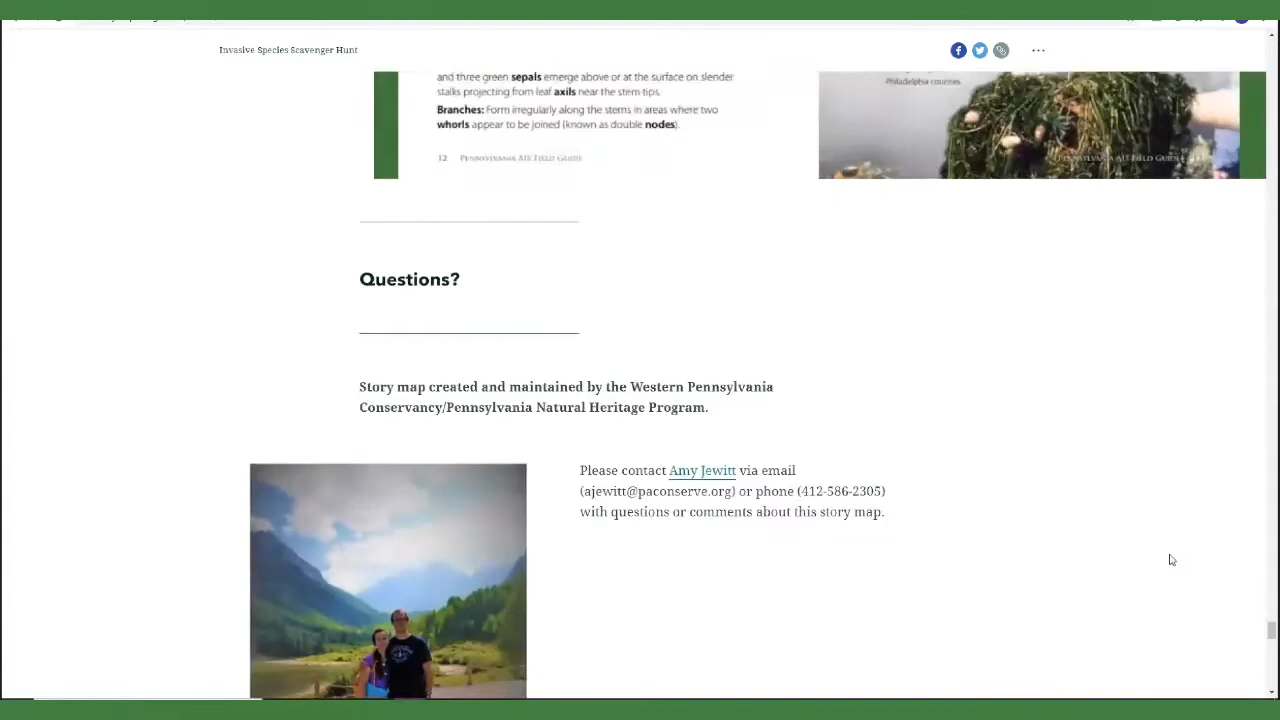 Invasive Species Scavenger Hunt
and three green sepals emerge above or at the surface on slender
stalks projecting from leaf axils near the stem tips.
Branches: Form irregularly along the stems in areas where two
whorls appear to be joined (known as double nodes).
12 PENNSYLVANIA AIS FIELD GUIDE
Philadelphia counties.
PENNSYLVANIA AIS FIELD GUIDE
Questions?
Story map created and maintained by the Western Pennsylvania
Conservancy/Pennsylvania Natural Heritage Program.
Please contact Amy Jewitt via email
(ajewitt@paconserve.org) or phone (412-586-2305)
with questions or comments about this story map.